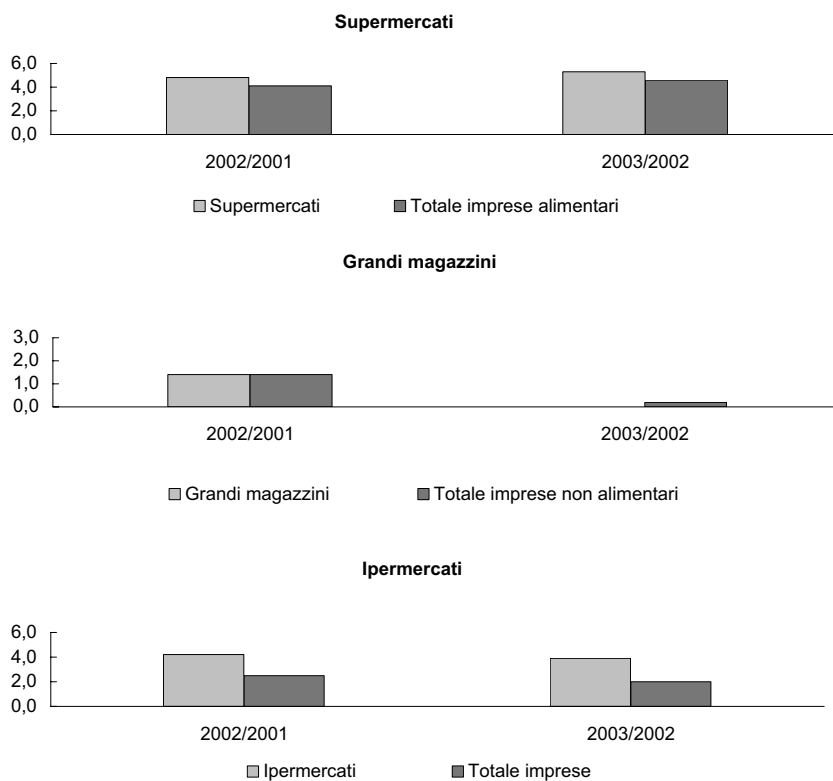 Supermercati
6,0
4,0
2,0
0,0
2002/2001 2003/2002
Supermercati Totale imprese alimentari
Grandi magazzini
3,0
2,0
1,0
0,0
2002/2001 2003/2002
Grandi magazzini Totale imprese non alimentari
Ipermercati
6,0
4,0
2,0
0,0
2002/2001 2003/2002
Ipermercati Totale imprese